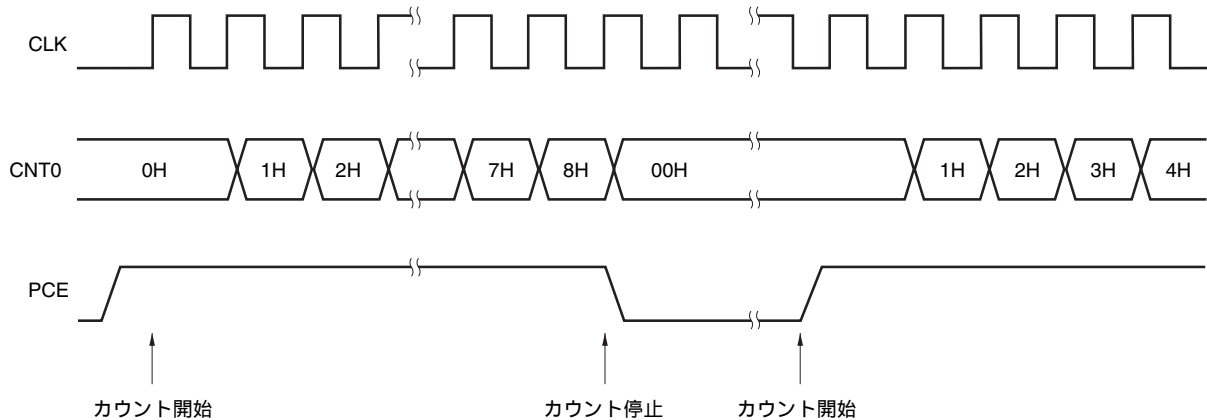 CLK
CNT0 0H 1H 2H 7H 8H 00H 1H 2H 3H 4H
PCE
カウント開始 カウント停止 カウント開始